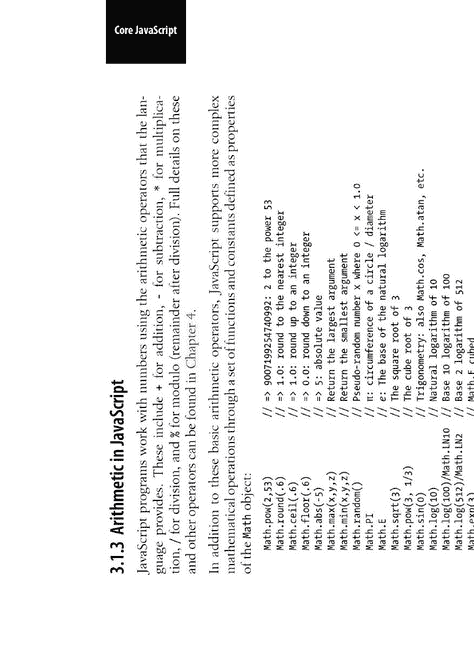 Core JavaScript
3.1.3 Arithmetic in JavaScript
JavaScript programs work with numbers using the arithmetic operators that the lan-
guage provides. These include + for addition, - for subtraction, * for multiplica-
tion, / for division, and % for modulo (remainder after division). Full details on these
and other operators can be found in Chapter 4.
In addition to these basic arithmetic operators, JavaScript supports more complex
mathematical operations through a set of functions and constants defined as properties
of the Math object:
Math.pow(2,53) // => 9007199254740992: 2 to the power 53
Math.round(.6) // => 1.0: round to the nearest integer
Math.ceil(.6) // => 1.0: round up to an integer
Math.floor(.6) // => 0.0: round down to an integer
Math.abs(-5) // => 5: absolute value
Math.max(x,y,z) // Return the largest argument
Math.min(x,y,z) // Return the smallest argument
Math.random() // Pseudo-random number x where 0 <= x < 1.0
Math.PI // π: circumference of a circle / diameter
Math.E // e: The base of the natural logarithm
Math.sqrt(3) // The square root of 3
Math.pow(3, 1/3) // The cube root of 3
Math.sin(0) // Trigonometry: also Math.cos, Math.atan, etc.
Math.log(10) // Natural logarithm of 10
Math.log(100)/Math.LN10 // Base 10 logarithm of 100
Math.log(512)/Math.LN2 // Base 2 logarithm of 512
Math.exp(3) // Math.E cubed